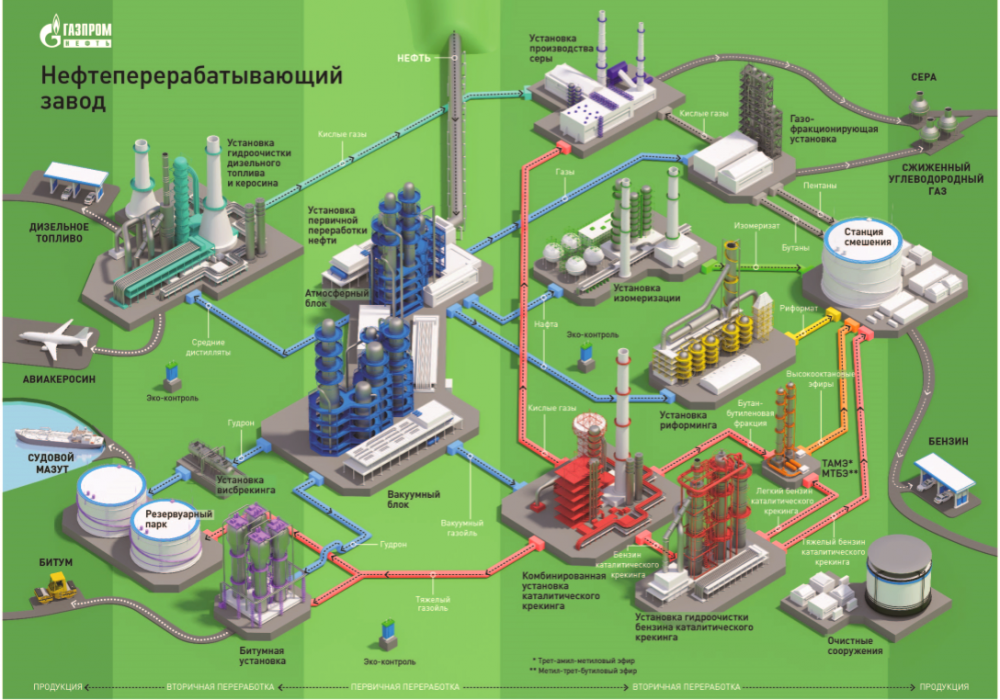 ГАЗПРОМ
НЕФТЬ
Нефтеперерабатывающий
завод
НЕФТЬ
Установка
производства
серы
СЕРА
Кислые газы
Кислые газы
Газо-
фракционирующая
установка
СЖИЖЕННЫЙ
УГЛЕВОДОРОДНЫЙ
ГАЗ
Установка
гидроочистки
дизельного
топлива
и керосина
ДИЗЕЛЬНОЕ
ТОПЛИВО
Установка
первичной
переработки
нефти
Газы
Пентаны
Бутаны
Изомеризат
Станция
смешения
Атмосферный
блок
Установка
изомеризации
Риформат
Нафта
Эко-контроль
Средние
дистилляты
АВИАКЕРОСИН
Эко-контроль
Высокооктановые
эфиры
Установка
риформинга
Кислые газы
Бутан-
бутиленовая
фракция
БЕНЗИН
Гудрон
СУДОВОЙ
МАЗУТ
Установка
висбрекинга
ТАМЭ*
МТБЭ**
Вакуумный
блок
Легкий бензин
каталитического
крекинга
Резервуарный
парк
Вакуумный
газойль
Гудрон
Тяжелый бензин
каталитического
крекинга
Бензин
каталитического
крекинга
БИТУМ
Комбинированная
установка
каталитического
крекинга
Тяжелый
газойль
Установка гидроочистки
бензина каталитического
крекинга
Очистные
сооружения
Битумная
установка
Эко-контроль
* Трет-амил-метиловый эфир
** Метил-трет-бутиловый эфир
ПРОДУКЦИЯ ВТОРИЧНАЯ ПЕРЕРАБОТКА ПЕРВИЧНАЯ ПЕРЕРАБОТКА ВТОРИЧНАЯ ПЕРЕРАБОТКА ПРОДУКЦИЯ